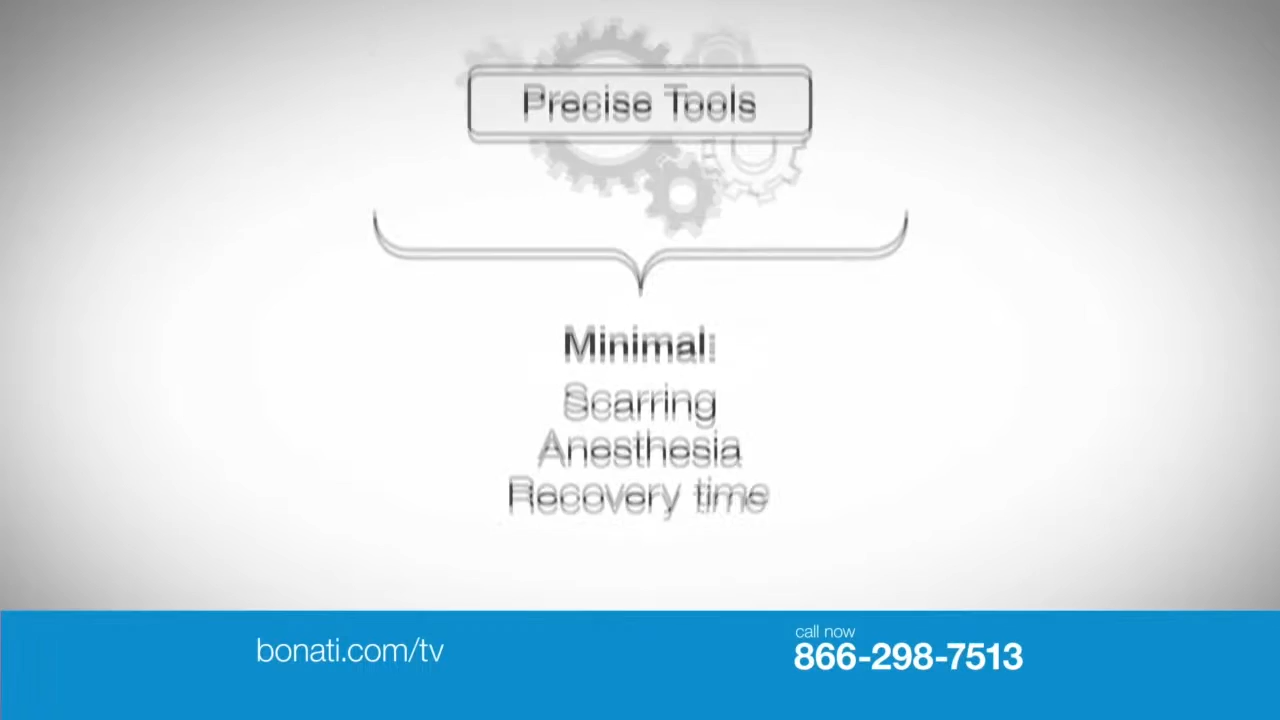 Precise Tools
Minimal:
Scarring
Anesthesia
Recovery time
bonati.com/tv
call now
866-298-7513